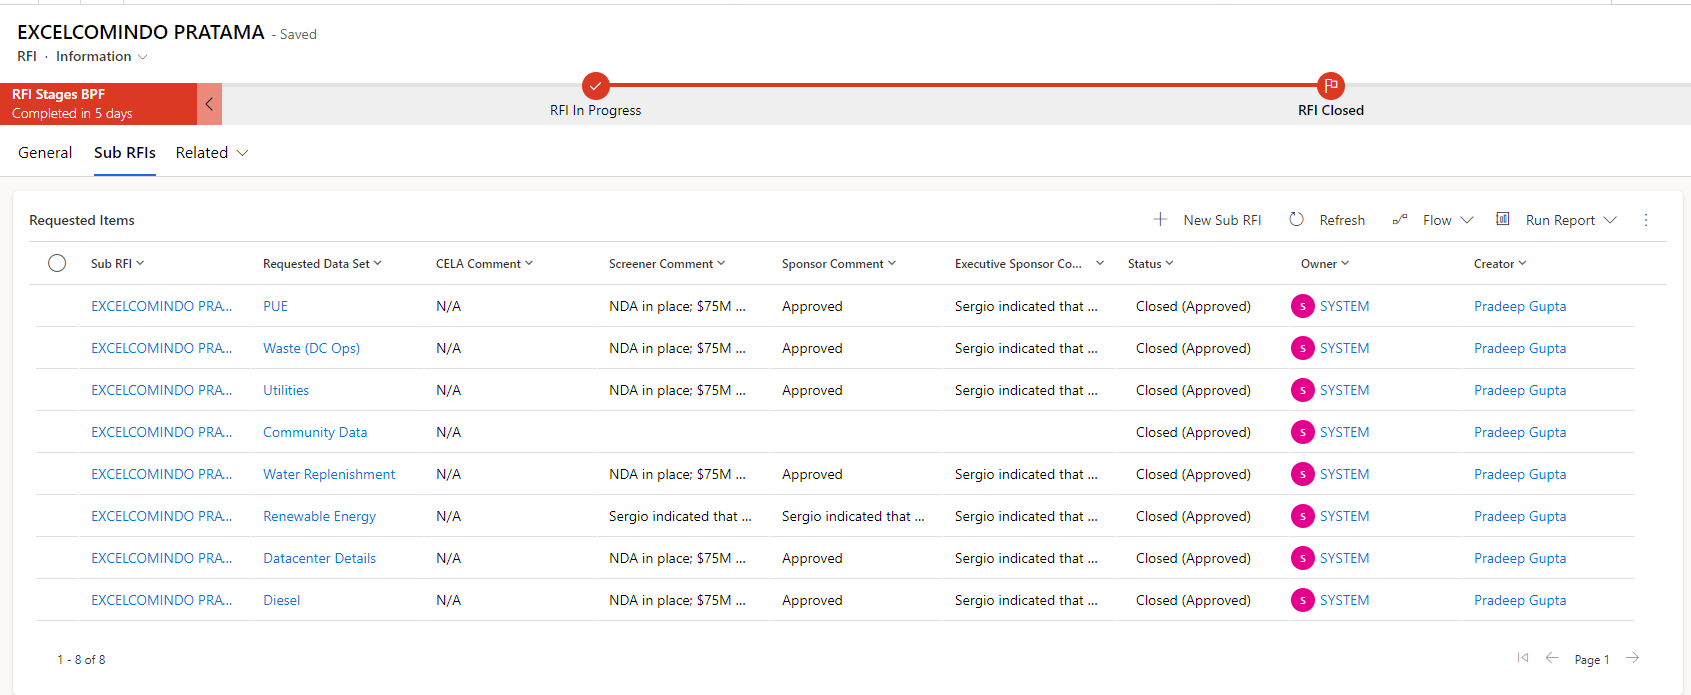 EXCELCOMINDO PRATAMA - Saved
RFI · Information
RFI Stages BPF
Completed in 5 days
RFI In Progress
RFI Closed
General Sub RFIs Related
Requested Items New Sub RFI Refresh Flow Run Report
Sub RFI Requested Data Set CELA Comment Screener Comment Sponsor Comment Executive Sponsor Co... Status Owner Creator
EXCELCOMINDO PRA... PUE N/A NDA in place; $75M ... Approved Sergio indicated that ... Closed (Approved) S SYSTEM Pradeep Gupta
EXCELCOMINDO PRA... Waste (DC Ops) N/A NDA in place; $75M ... Approved Sergio indicated that ... Closed (Approved) S SYSTEM Pradeep Gupta
EXCELCOMINDO PRA... Utilities N/A NDA in place; $75M ... Approved Sergio indicated that ... Closed (Approved) S SYSTEM Pradeep Gupta
EXCELCOMINDO PRA... Community Data N/A Closed (Approved) S SYSTEM Pradeep Gupta
EXCELCOMINDO PRA... Water Replenishment N/A NDA in place; $75M ... Approved Sergio indicated that ... Closed (Approved) S SYSTEM Pradeep Gupta
EXCELCOMINDO PRA... Renewable Energy N/A Sergio indicated that ... Sergio indicated that ... Sergio indicated that ... Closed (Approved) S SYSTEM Pradeep Gupta
EXCELCOMINDO PRA... Datacenter Details N/A NDA in place; $75M ... Approved Sergio indicated that ... Closed (Approved) S SYSTEM Pradeep Gupta
EXCELCOMINDO PRA... Diesel N/A NDA in place; $75M ... Approved Sergio indicated that ... Closed (Approved) S SYSTEM Pradeep Gupta
1 - 8 of 8 Page 1